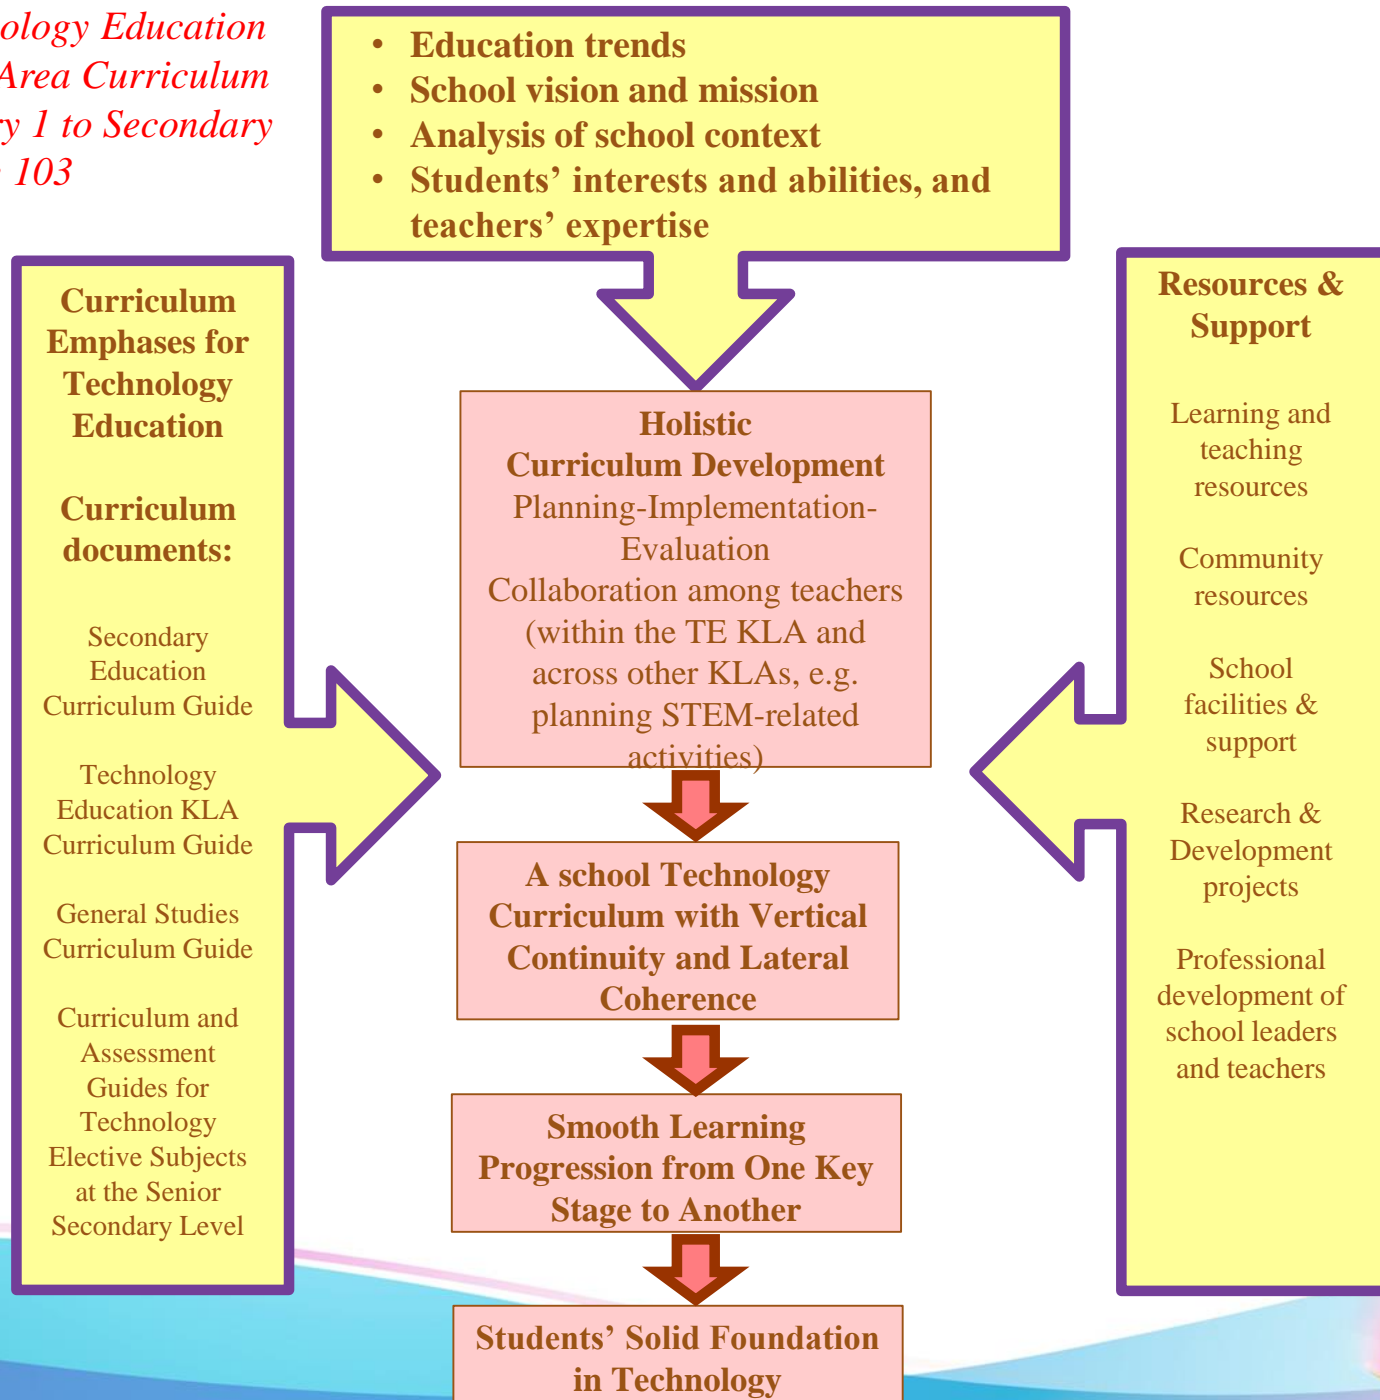 ology Education
Area Curriculum
ry 1 to Secondary
103
• Education trends
• School vision and mission
• Analysis of school context
• Students’ interests and abilities, and
teachers’ expertise
Curriculum
Emphases for
Technology
Education
Curriculum
documents:
Secondary
Education
Curriculum Guide
Technology
Education KLA
Curriculum Guide
General Studies
Curriculum Guide
Curriculum and
Assessment
Guides for
Technology
Elective Subjects
at the Senior
Secondary Level
Holistic
Curriculum Development
Planning-Implementation-
Evaluation
Collaboration among teachers
(within the TE KLA and
across other KLAs, e.g.
planning STEM-related
activities)
A school Technology
Curriculum with Vertical
Continuity and Lateral
Coherence
Smooth Learning
Progression from One Key
Stage to Another
Students’ Solid Foundation
in Technology
Resources &
Support
Learning and
teaching
resources
Community
resources
School
facilities &
support
Research &
Development
projects
Professional
development of
school leaders
and teachers